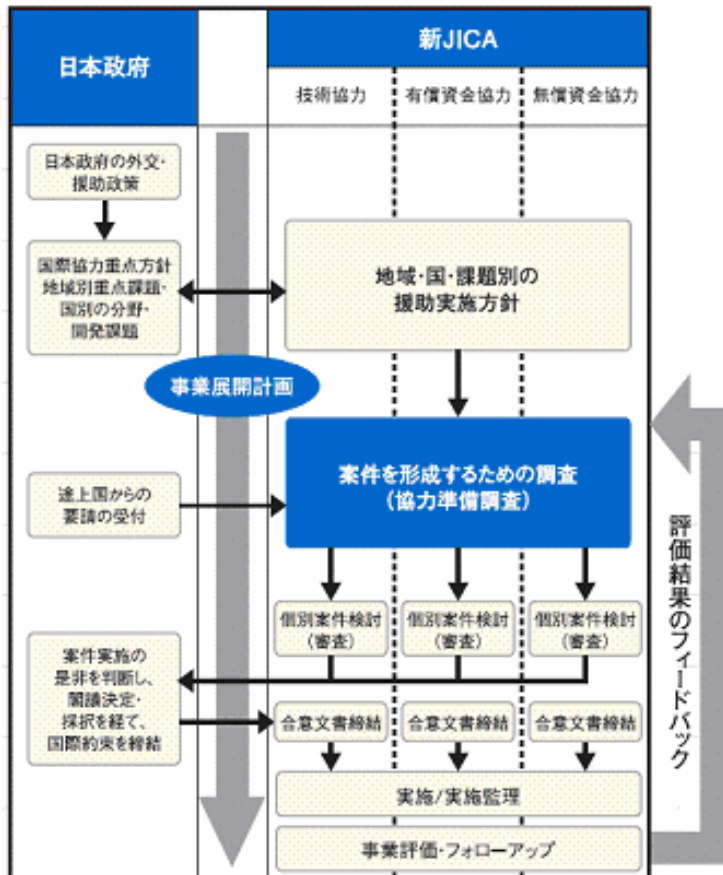 日本政府
新JICA
技術協力
有償資金協力
無償資金協力
日本政府の外交・
援助政策
国際協力重点方針
地域別重点課題・
国別の分野・
開発課題
地域・国・課題別の
援助実施方針
事業展開計画
途上国からの
要請の受付
案件を形成するための調査
(協力準備調査)
個別案件検討
(審査)
個別案件検討
(審査)
個別案件検討
(審査)
案件実施の
是非を判断し、
閣議決定・
採択を経て、
国際約束を締結
合意文書締結
合意文書締結
合意文書締結
実施/実施監理
事業評価・フォローアップ
評価結果のフィードバック